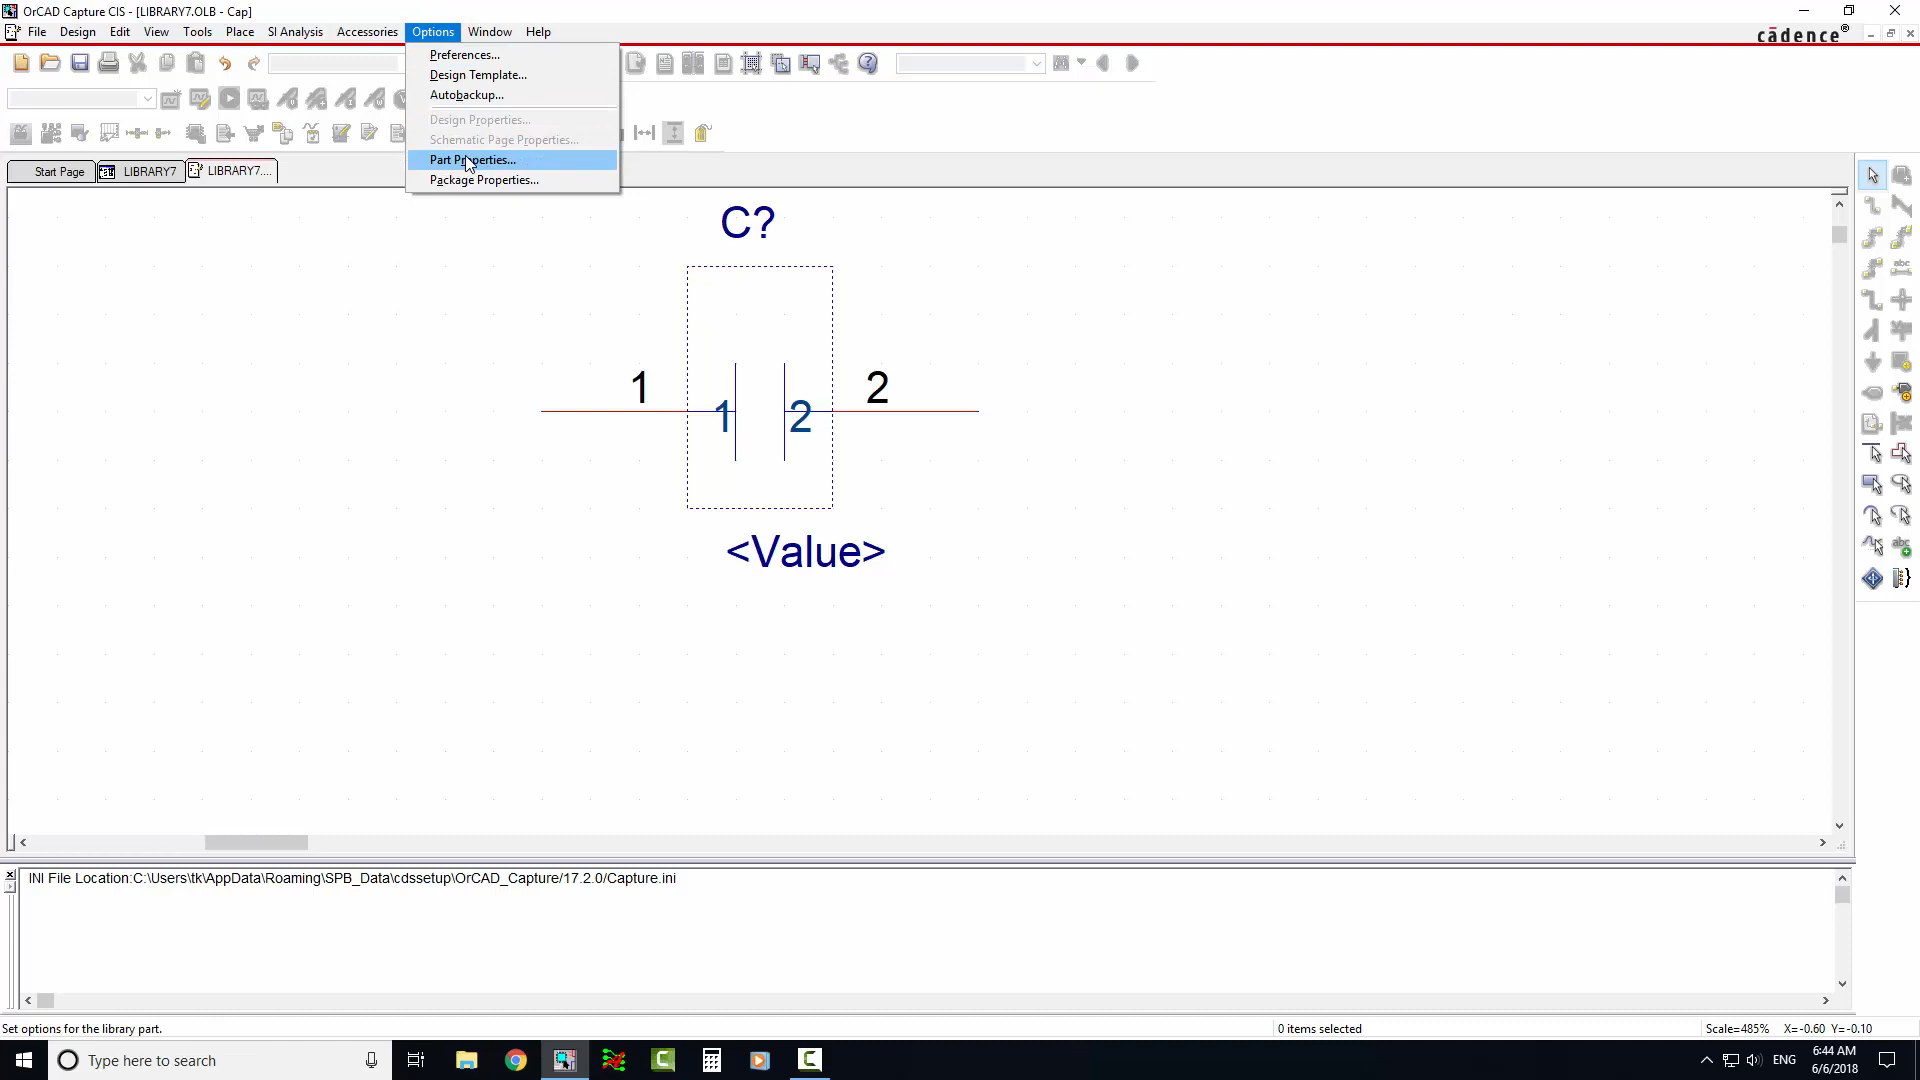 OrCAD Capture CIS - [LIBRARY7.OLB - Cap]
File Design Edit View Tools Place SI Analysis Accessories Options Window Help
cādence®
Preferences...
Design Template...
Autobackup...
Design Properties...
Schematic Page Properties...
Part Properties...
Package Properties...
Start Page LIBRARY7 LIBRARY7....
C?
1 2
1 2
<Value>
INI File Location:C:\Users\tk\AppData\Roaming\SPB_Data\cdssetup\OrCAD_Capture/17.2.0/Capture.ini
Set options for the library part. 0 items selected Scale=485% X=-0.60 Y=-0.10
Type here to search ENG 6:44 AM
6/6/2018